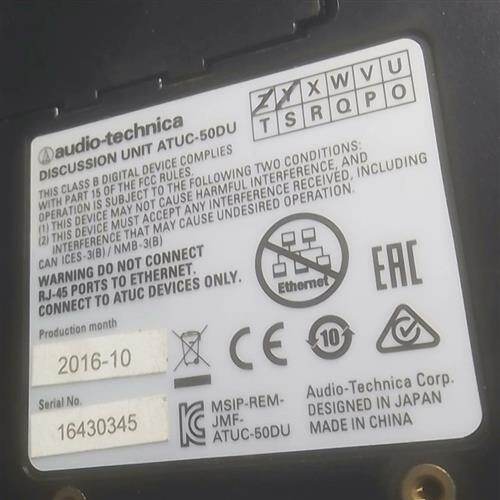 audio-technica
DISCUSSION UNIT ATUC-50DU
Z Y X W V U
T S R Q P O
THIS CLASS B DIGITAL DEVICE COMPLIES
WITH PART 15 OF THE FCC RULES.
OPERATION IS SUBJECT TO THE FOLLOWING TWO CONDITIONS:
(1) THIS DEVICE MAY NOT CAUSE HARMFUL INTERFERENCE, AND
(2) THIS DEVICE MUST ACCEPT ANY INTERFERENCE RECEIVED, INCLUDING
INTERFERENCE THAT MAY CAUSE UNDESIRED OPERATION.
CAN ICES-3(B) / NMB-3(B)
WARNING DO NOT CONNECT
RJ-45 PORTS TO ETHERNET.
CONNECT TO ATUC DEVICES ONLY.
Ethernet
EAC
Production month
2016-10
CE
10
Serial No.
16430345
MSIP-REM-
JMF-
ATUC-50DU
Audio-Technica Corp.
DESIGNED IN JAPAN
MADE IN CHINA